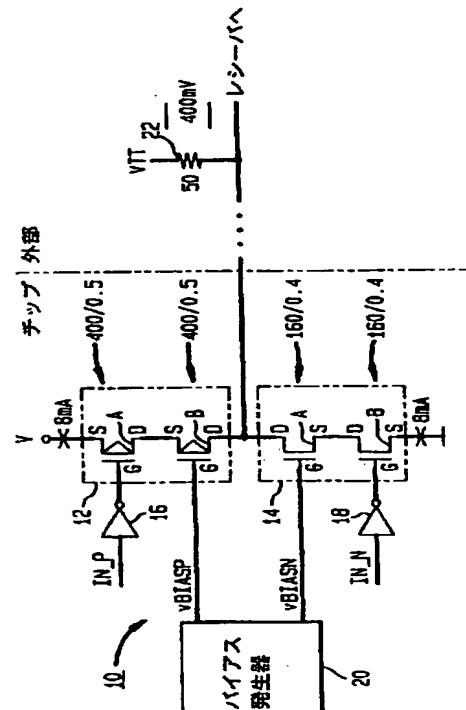 10
IN_P
16
12
V
8mA
S
A
G
D
400/0.5
S
B
G
D
400/0.5
チップ
外部
VTT
22
50
400mV
レシーバへ
バイアス
発生器
20
vBIASP
vBIASN
14
D
A
G
S
160/0.4
D
B
G
S
160/0.4
8mA
IN_N
18